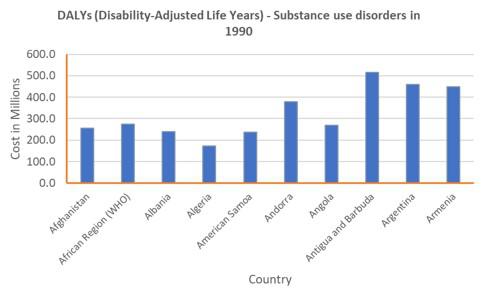 DALYs (Disability-Adjusted Life Years) - Substance use disorders in
1990
Cost in Millions
600.0
500.0
400.0
300.0
200.0
100.0
0.0
Afghanistan
African Region (WHO)
Albania
Algeria
American Samoa
Andorra
Angola
Antigua and Barbuda
Argentina
Armenia
Country